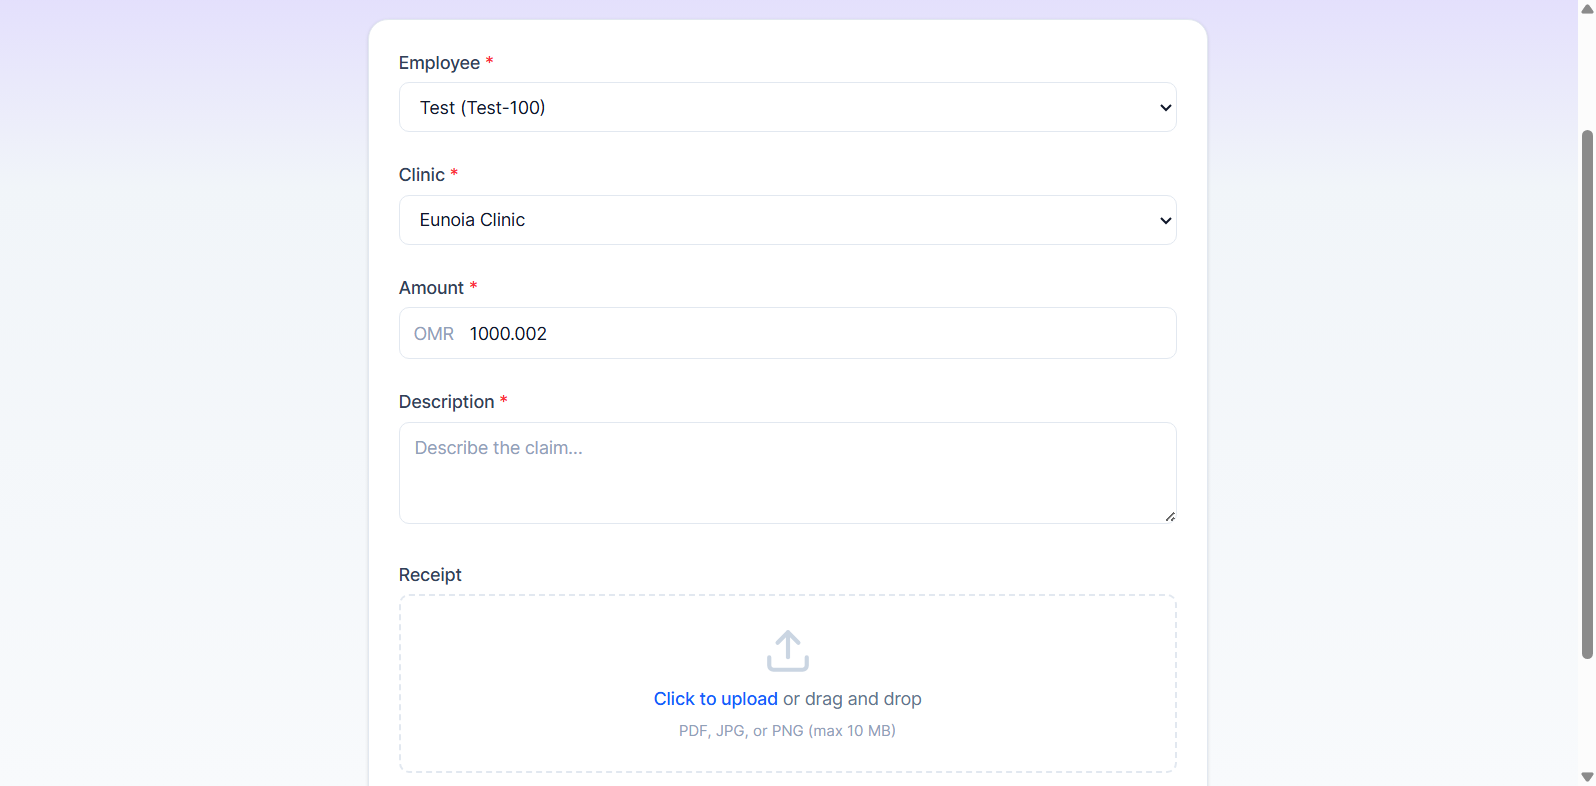 Employee *
Test (Test-100)
Clinic *
Eunoia Clinic
Amount *
OMR 1000.002
Description *
Describe the claim...
Receipt
Click to upload or drag and drop
PDF, JPG, or PNG (max 10 MB)